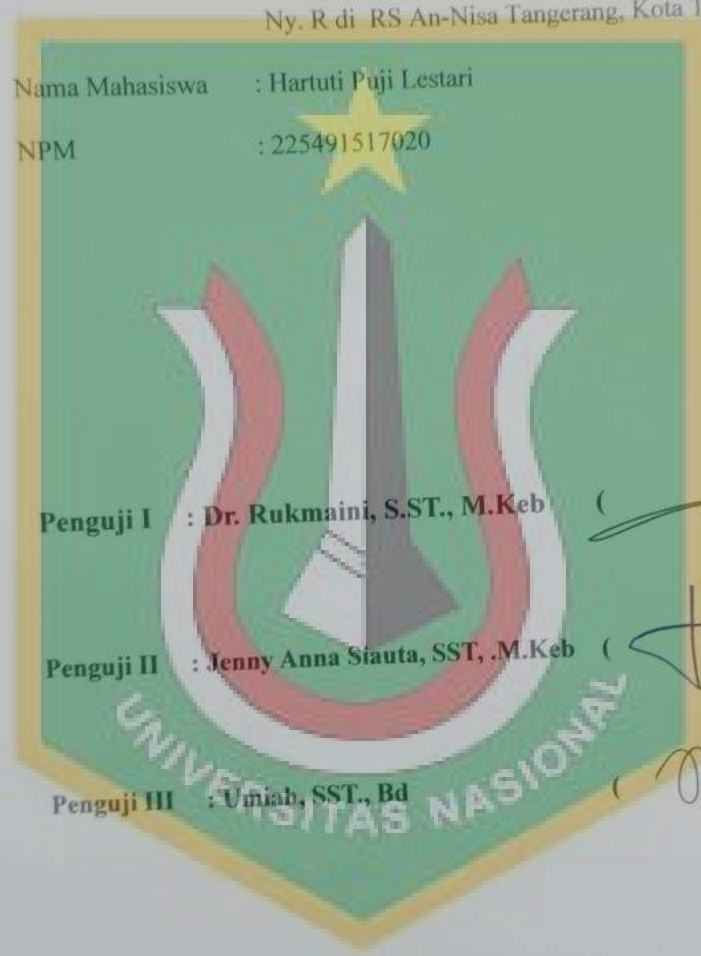 Ny. R di RS An-Nisa Tangerang, Kota
Nama Mahasiswa : Hartuti Puji Lestari
NPM : 225491517020
Penguji I : Dr. Rukmaini, S.ST., M.Keb (
Penguji II : Jenny Anna Siauta, SST, .M.Keb (
Penguji III : Umiah, SST., Bd (
UNIVERSITAS NASIONAL